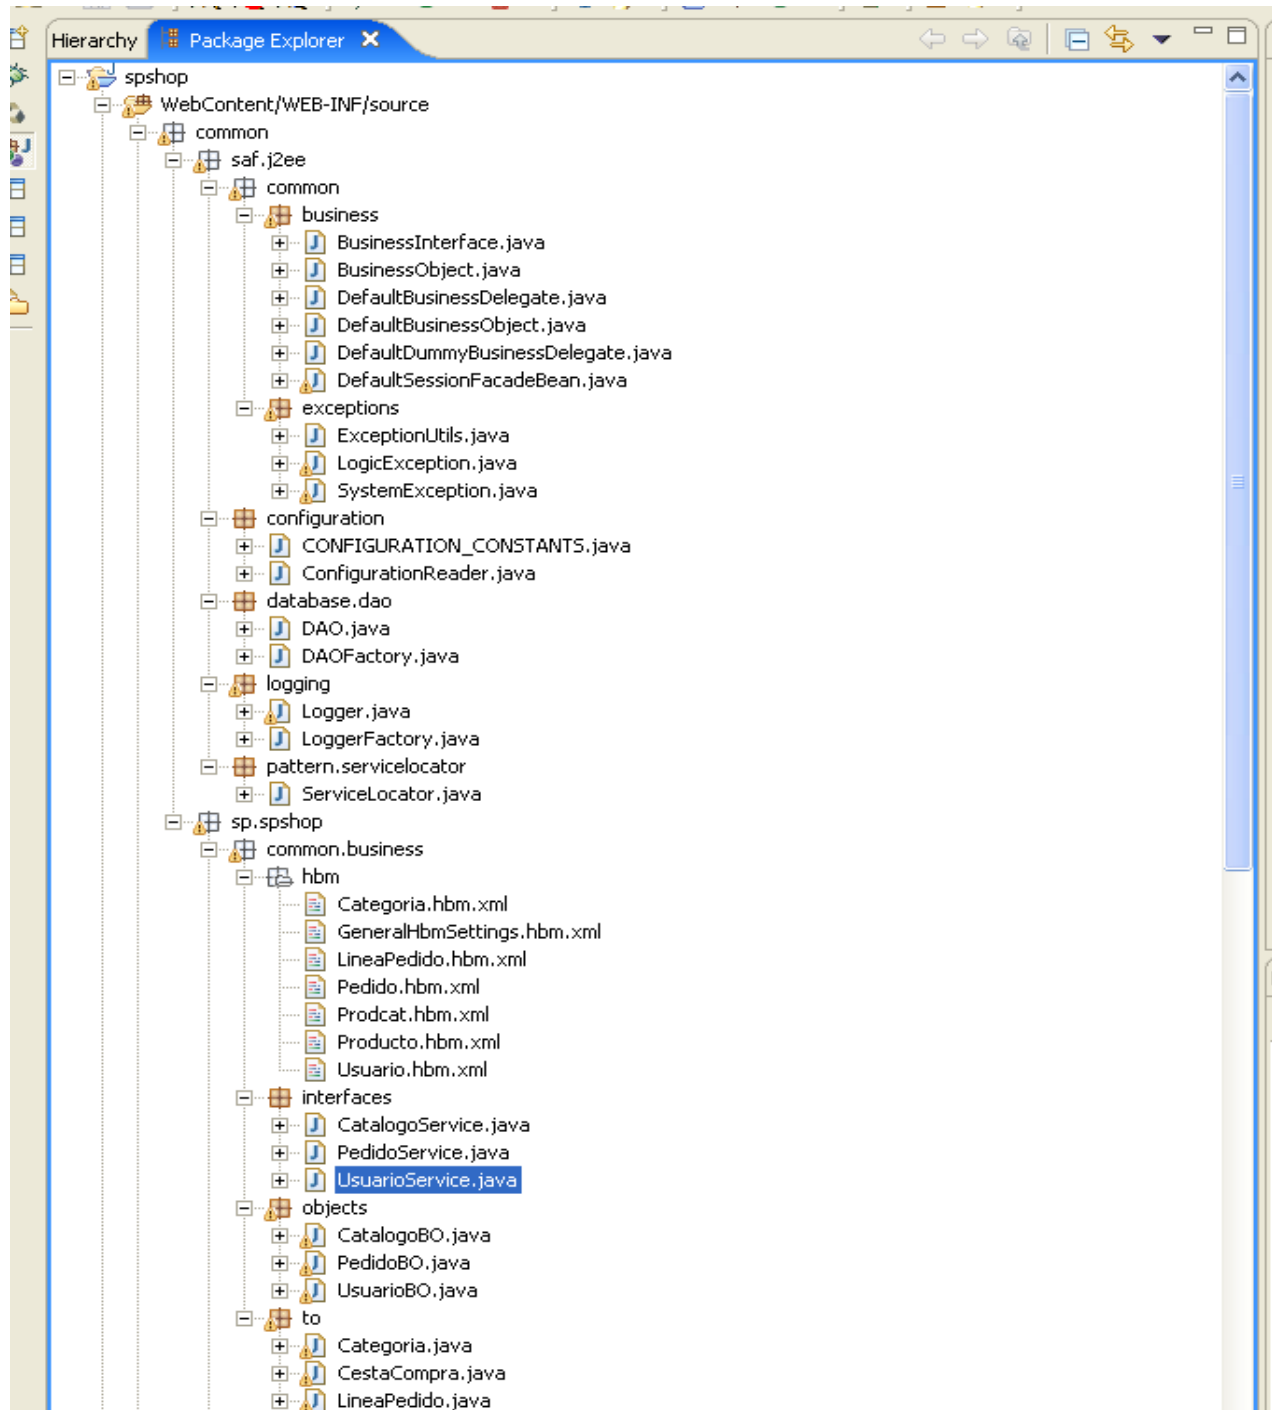 Hierarchy Package Explorer
spshop
WebContent/WEB-INF/source
common
saf.j2ee
common
business
BusinessInterface.java
BusinessObject.java
DefaultBusinessDelegate.java
DefaultBusinessObject.java
DefaultDummyBusinessDelegate.java
DefaultSessionFacadeBean.java
exceptions
ExceptionUtils.java
LogicException.java
SystemException.java
configuration
CONFIGURATION_CONSTANTS.java
ConfigurationReader.java
database.dao
DAO.java
DAOFactory.java
logging
Logger.java
LoggerFactory.java
pattern.servicelocator
ServiceLocator.java
sp.spshop
common.business
hbm
Categoria.hbm.xml
GeneralHbmSettings.hbm.xml
LineaPedido.hbm.xml
Pedido.hbm.xml
Prodcat.hbm.xml
Producto.hbm.xml
Usuario.hbm.xml
interfaces
CatalogoService.java
PedidoService.java
UsuarioService.java
objects
CatalogoBO.java
PedidoBO.java
UsuarioBO.java
to
Categoria.java
CestaCompra.java
LineaPedido.java